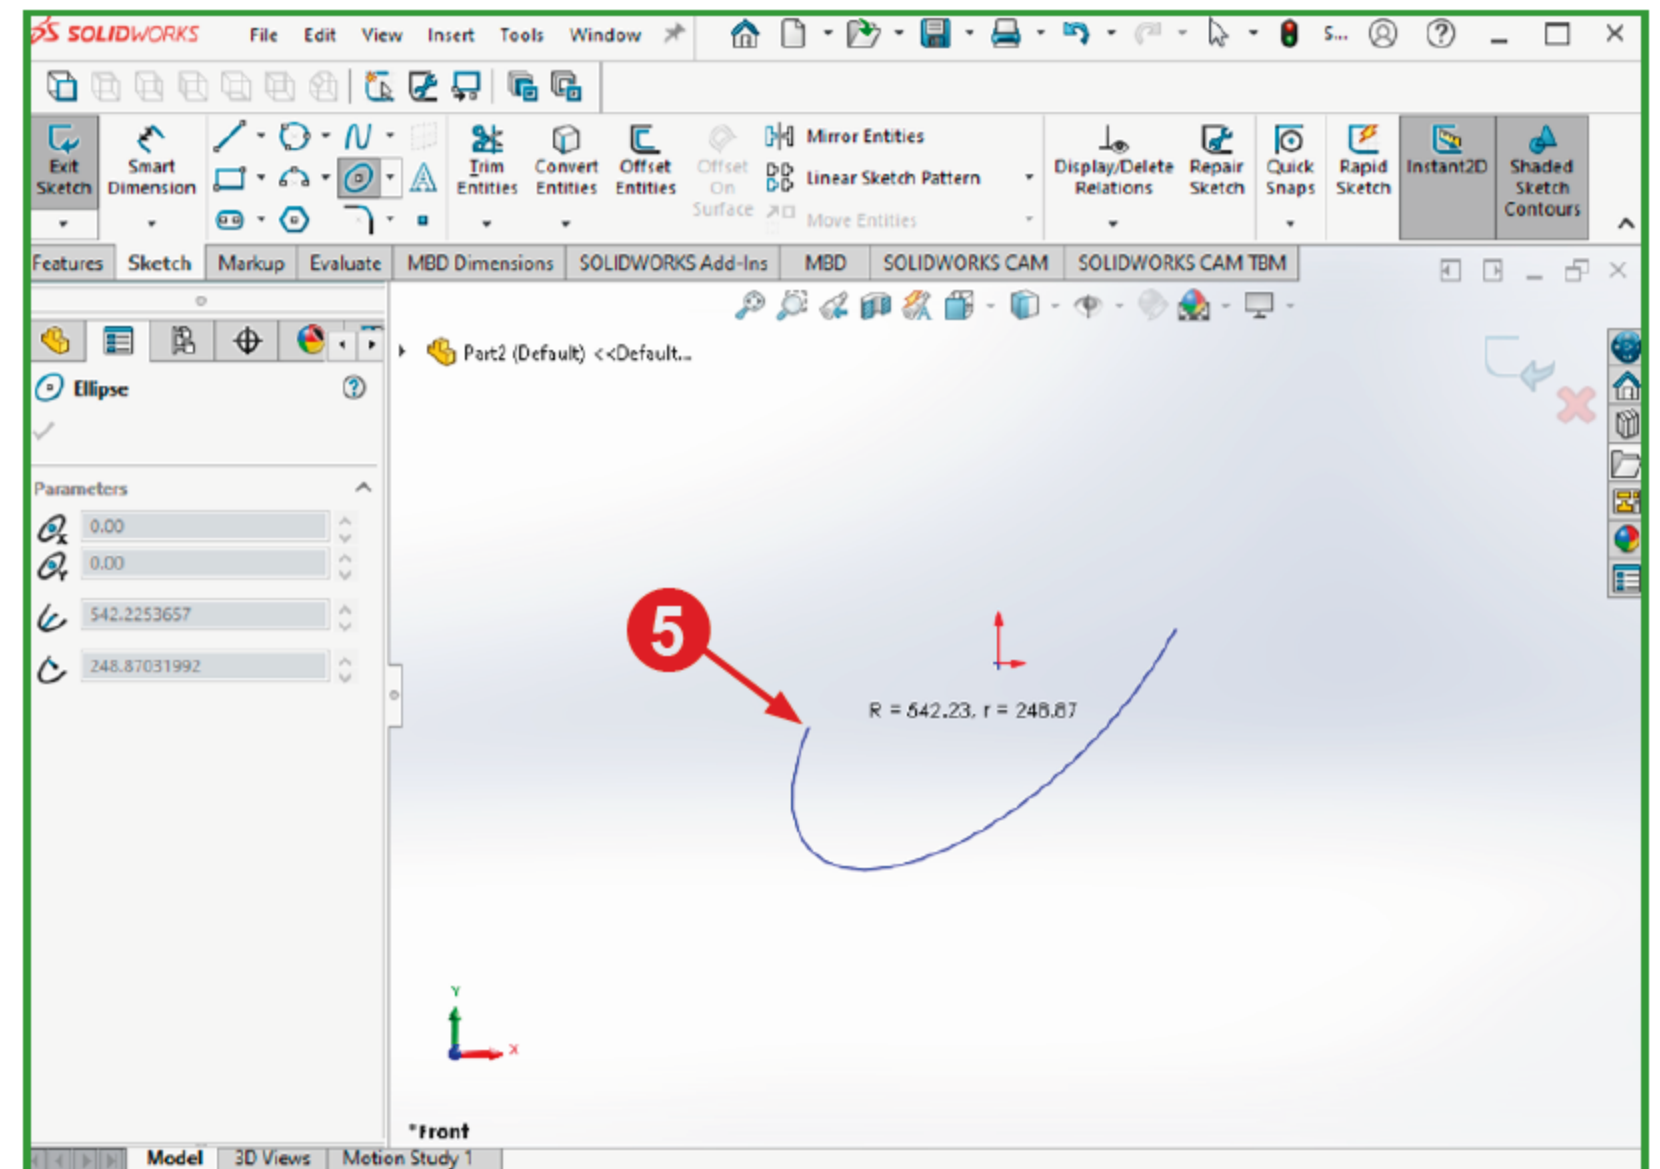 SOLIDWORKS File Edit View Insert Tools Window S... ?
Exit Sketch
Smart Dimension
Trim Entities
Convert Entities
Offset Entities
Offset On Surface
Mirror Entities
Linear Sketch Pattern
Move Entities
Display/Delete Relations
Repair Sketch
Quick Snaps
Rapid Sketch
Instant2D
Shaded Sketch Contours
Features Sketch Markup Evaluate MBD Dimensions SOLIDWORKS Add-Ins MBD SOLIDWORKS CAM SOLIDWORKS CAM TBM
Part2 (Default) <<Default...
Ellipse ?
Parameters
0.00
0.00
542.2253657
248.87031992
5
R = 542.23, r = 248.87
Y
X
*Front
Model 3D Views Motion Study 1